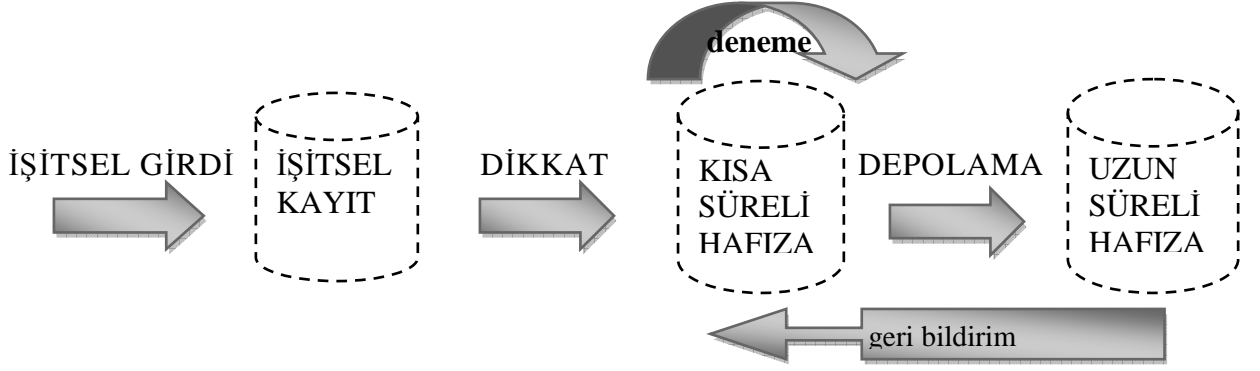 deneme
İŞİTSEL GİRDİ
İŞİTSEL
KAYIT
DİKKAT
KISA
SÜRELİ
HAFIZA
DEPOLAMA
UZUN
SÜRELİ
HAFIZA
geri bildirim